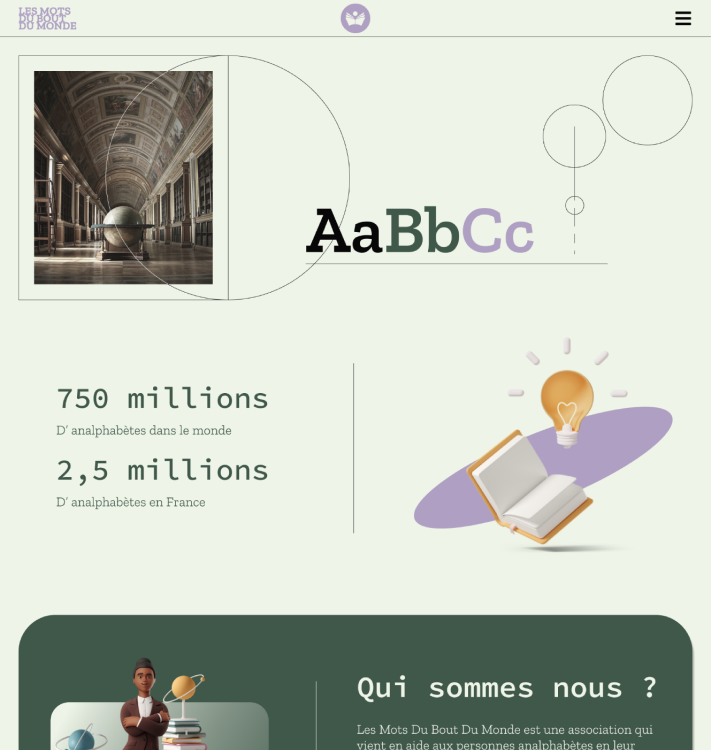 LES MOTS
DU BOUT
DU MONDE
AaBbCc
750 millions
D' analphabètes dans le monde
2,5 millions
D' analphabètes en France
Qui sommes nous ?
Les Mots Du Bout Du Monde est une association qui
vient en aide aux personnes analphabètes en leur